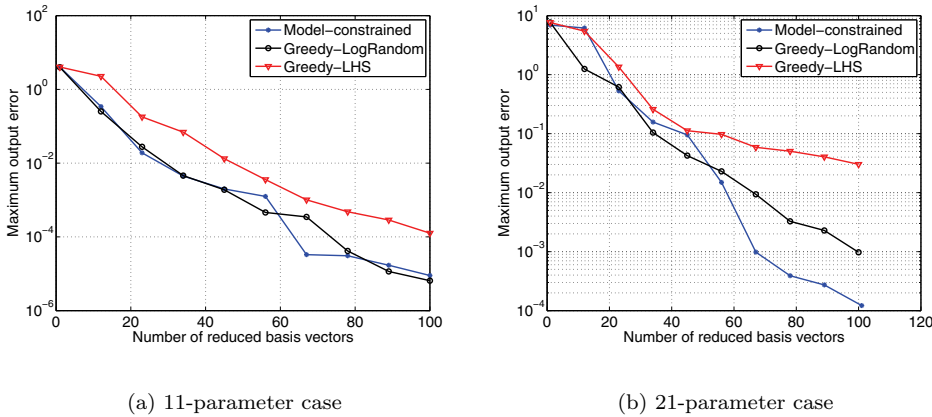 10^2
10^0
10^-2
10^-4
10^-6
0
20
40
60
80
100
Maximum output error
Number of reduced basis vectors
Model-constrained
Greedy-LogRandom
Greedy-LHS
(a) 11-parameter case
10^1
10^0
10^-1
10^-2
10^-3
10^-4
0
20
40
60
80
100
120
Maximum output error
Number of reduced basis vectors
Model-constrained
Greedy-LogRandom
Greedy-LHS
(b) 21-parameter case